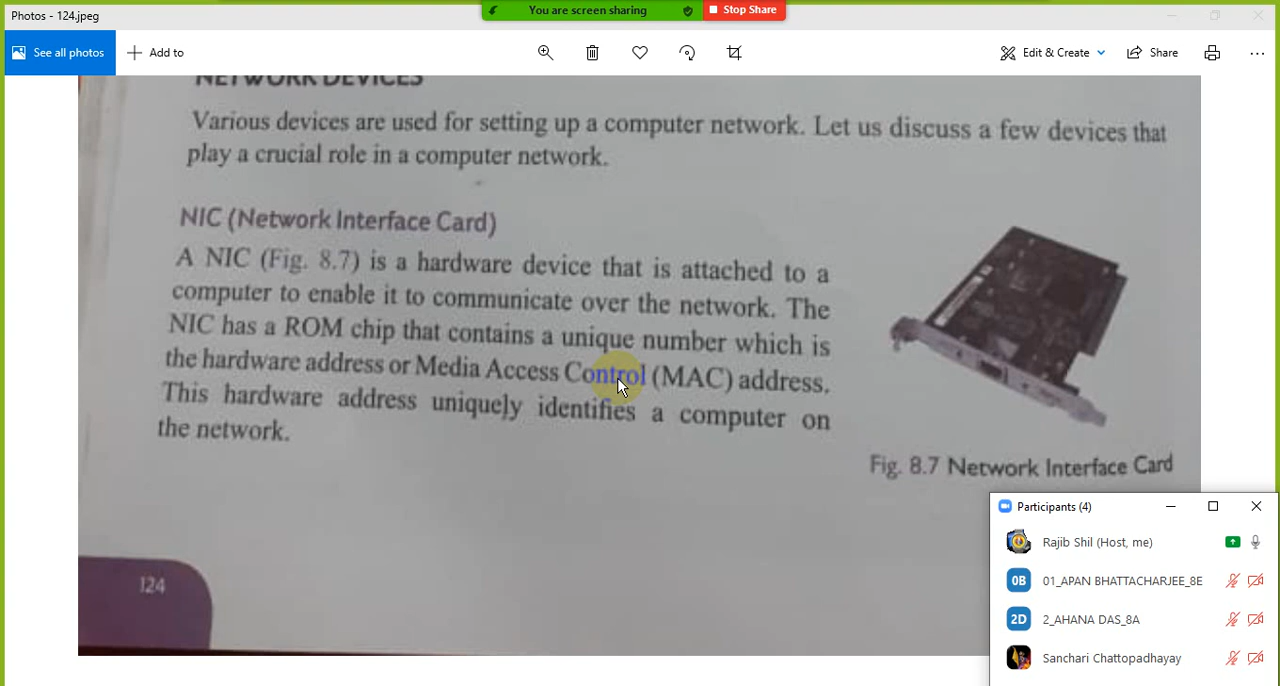 Photos - 124.jpeg
You are screen sharing
Stop Share
See all photos
Add to
Edit & Create
Share
NETWORK DEVICES
Various devices are used for setting up a computer network. Let us discuss a few devices that
play a crucial role in a computer network.
NIC (Network Interface Card)
A NIC (Fig. 8.7) is a hardware device that is attached to a
computer to enable it to communicate over the network. The
NIC has a ROM chip that contains a unique number which is
the hardware address or Media Access Control (MAC) address.
This hardware address uniquely identifies a computer on
the network.
Fig. 8.7 Network Interface Card
124
Participants (4)
Rajib Shil (Host, me)
0B 01_APAN BHATTACHARJEE_8E
2D 2_AHANA DAS_8A
Sanchari Chattopadhayay